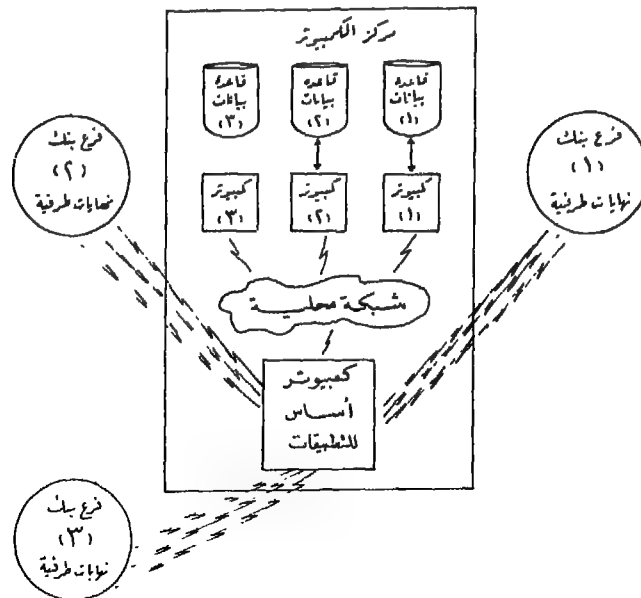 مركز الكمبيوتر
قاعدة
بيانات
(١)
قاعدة
بيانات
(٢)
قاعدة
بيانات
(٣)
كمبيوتر
(١)
كمبيوتر
(٢)
كمبيوتر
(٣)
شبكة محلية
كمبيوتر
أساس
للتطبيقات
فرع بنك
(١)
نهايات طرفية
فرع بنك
(٢)
نهايات طرفية
فرع بنك
(٣)
نهايات طرفية